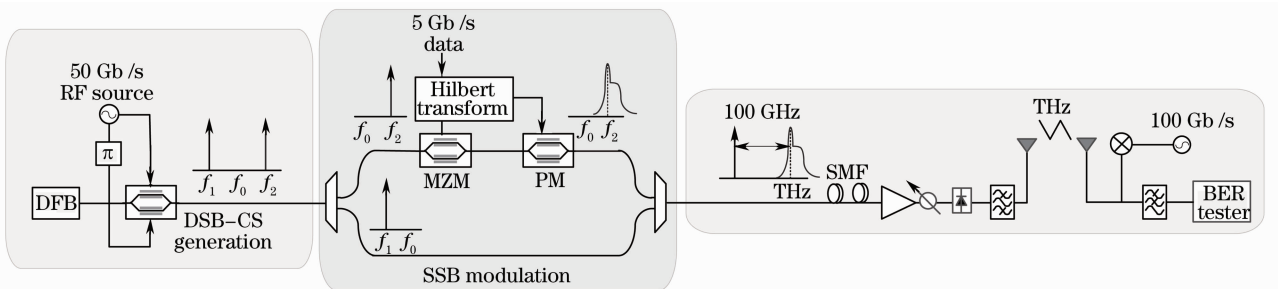 50 Gb /s
RF source
π
DFB
f1 f0 f2
DSB-CS
generation
5 Gb /s
data
Hilbert
transform
f0 f2
f0 f2
MZM
PM
f1 f0
SSB modulation
100 GHz
THz
SMF
THz
100 Gb /s
BER
tester